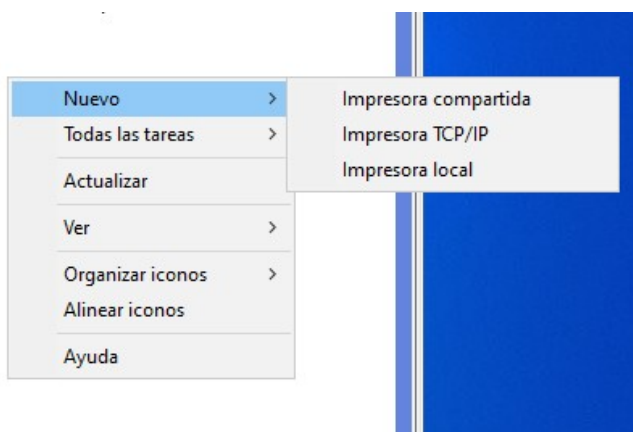 Nuevo
Impresora compartida
Todas las tareas
Impresora TCP/IP
Impresora local
Actualizar
Ver
Organizar iconos
Alinear iconos
Ayuda